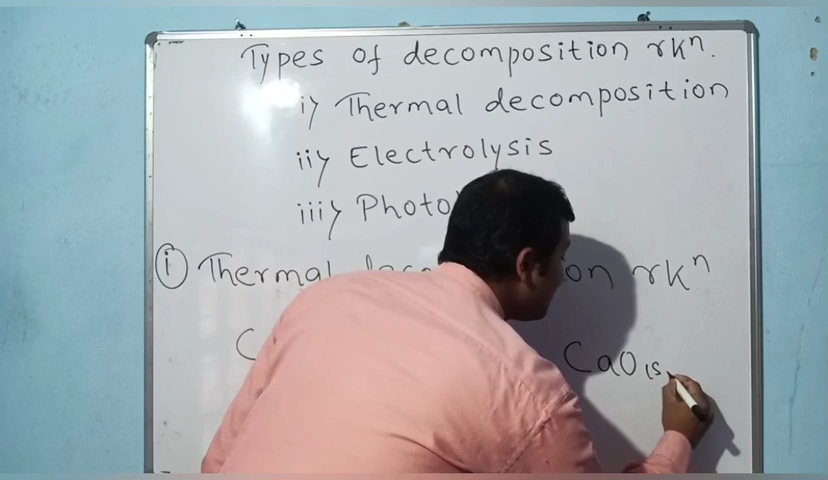 Types of decomposition rkⁿ.
i) Thermal decomposition
ii) Electrolysis
iii) Photo
ⓘ Thermal on rkⁿ
C CaO (s